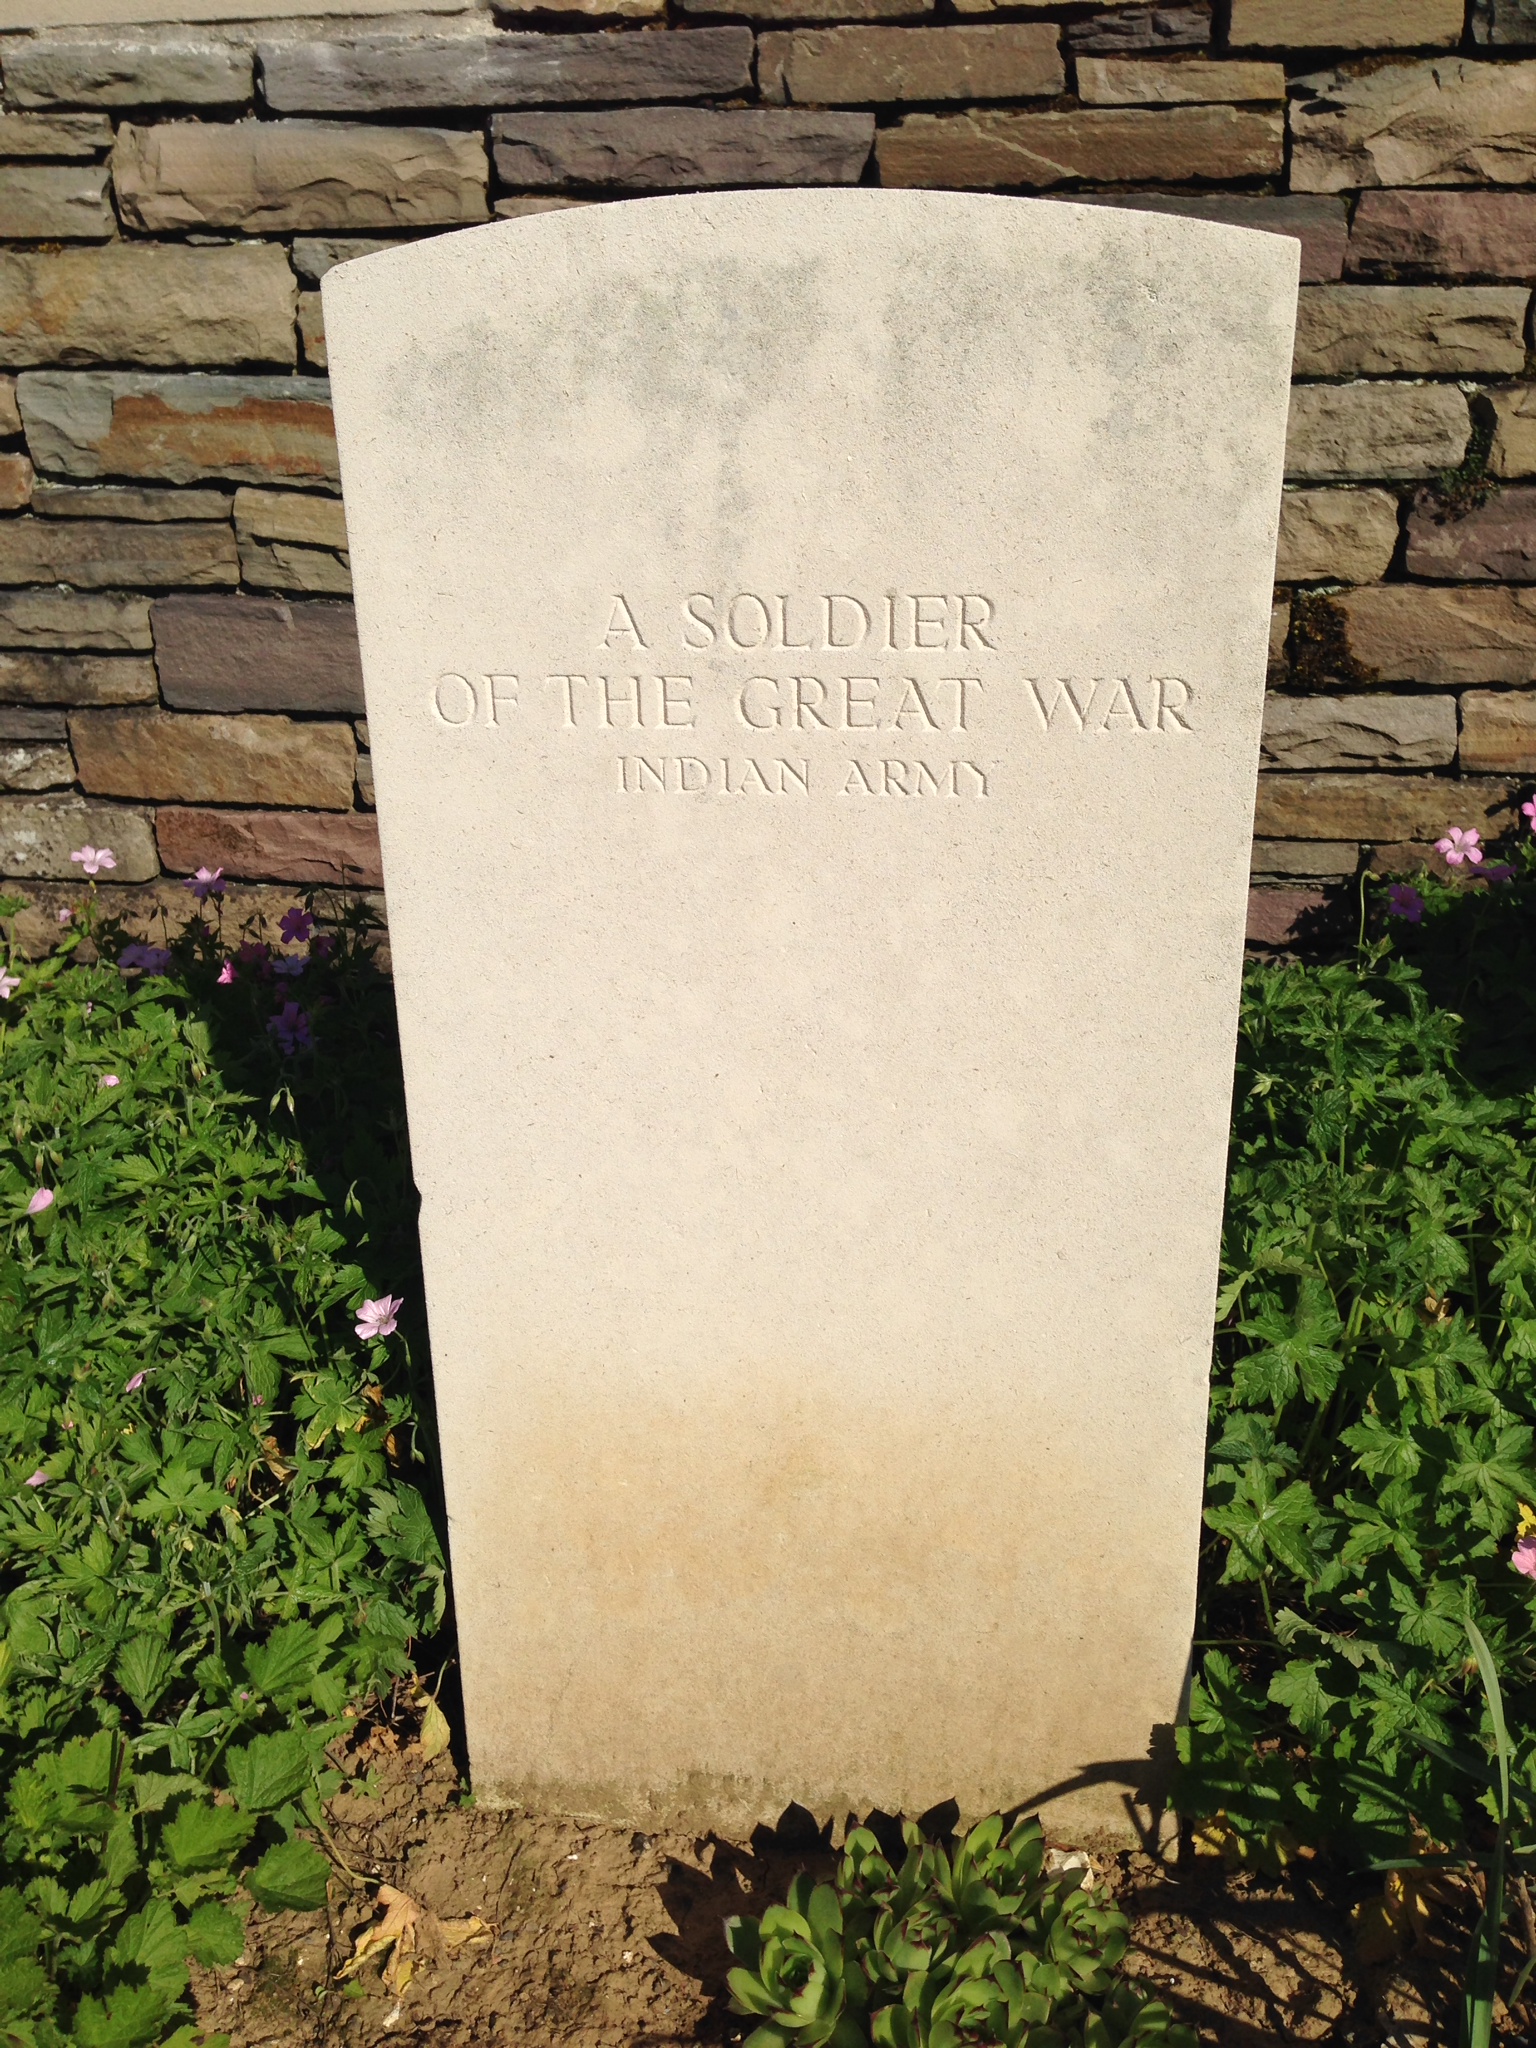 A SOLDIER
OF THE GREAT WAR
INDIAN ARMY